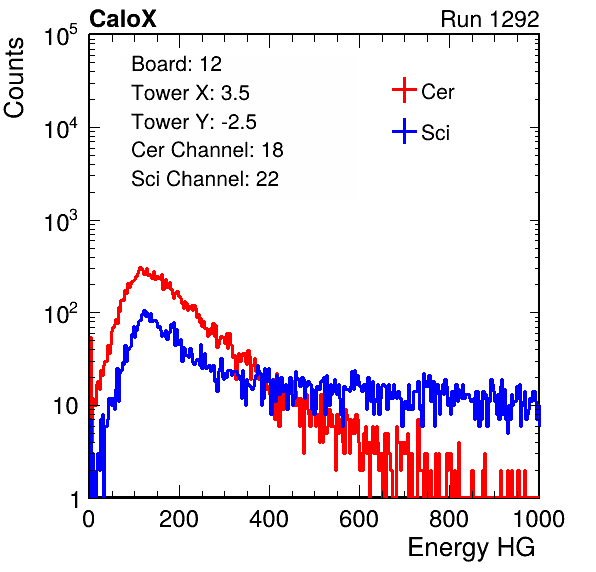 CaloX Run 1292
Counts
Board: 12
Tower X: 3.5
Tower Y: -2.5
Cer Channel: 18
Sci Channel: 22
Cer
Sci
10^5
10^4
10^3
10^2
10
1
0 200 400 600 800 1000
Energy HG